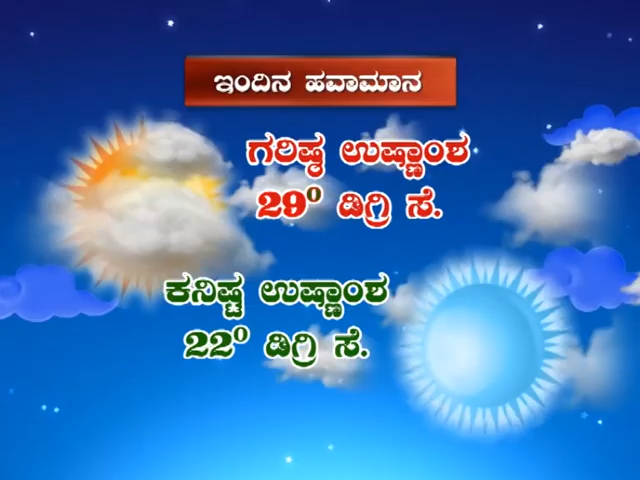 ಇಂದಿನ ಹವಾಮಾನ
ಗರಿಷ್ಠ ಉಷ್ಣಾಂಶ
29⁰ ಡಿಗ್ರಿ ಸೆ.
ಕನಿಷ್ಟ ಉಷ್ಣಾಂಶ
22⁰ ಡಿಗ್ರಿ ಸೆ.